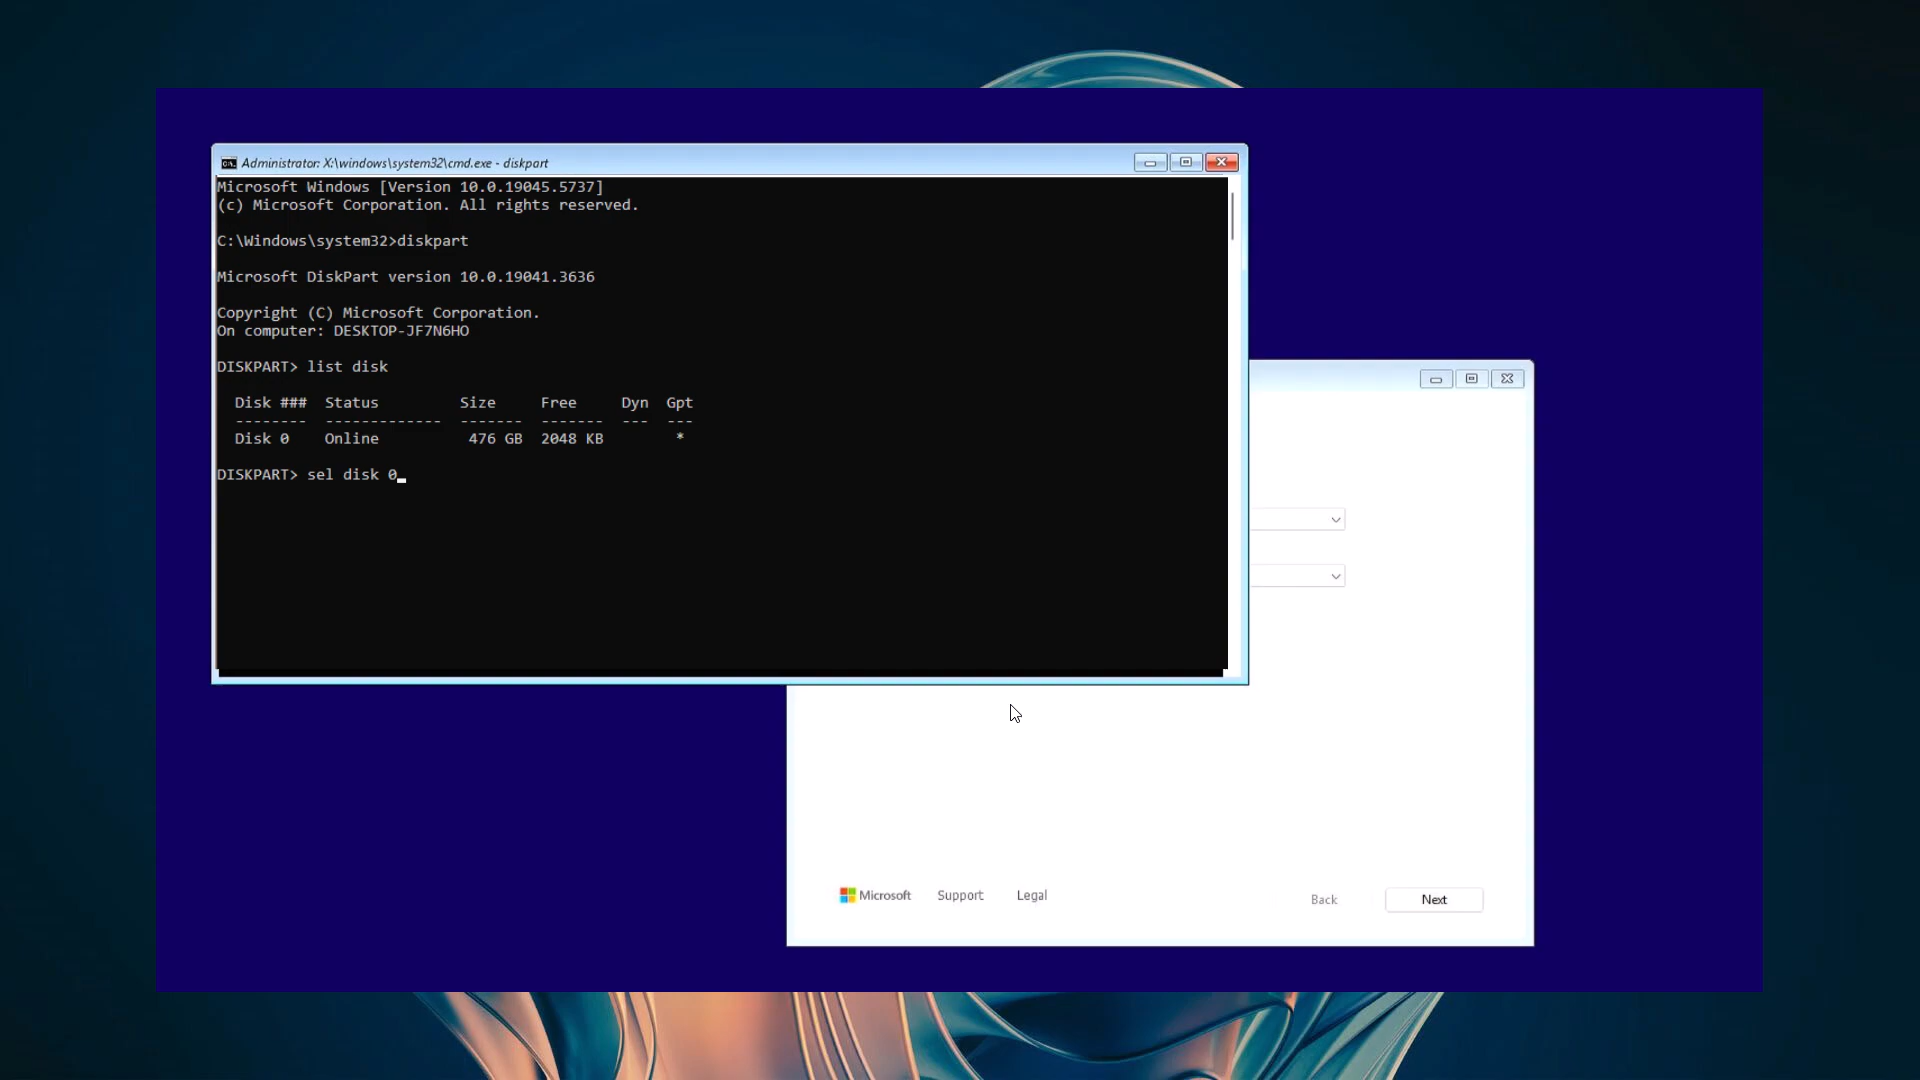 Administrator: X:\windows\system32\cmd.exe - diskpart
Microsoft Windows [Version 10.0.19045.5737]
(c) Microsoft Corporation. All rights reserved.
C:\Windows\system32>diskpart
Microsoft DiskPart version 10.0.19041.3636
Copyright (C) Microsoft Corporation.
On computer: DESKTOP-JF7N6HO
DISKPART> list disk
Disk ### Status Size Free Dyn Gpt
-------- ------------- ------- ------- --- ---
Disk 0 Online 476 GB 2048 KB *
DISKPART> sel disk 0_
Microsoft Support Legal Back Next